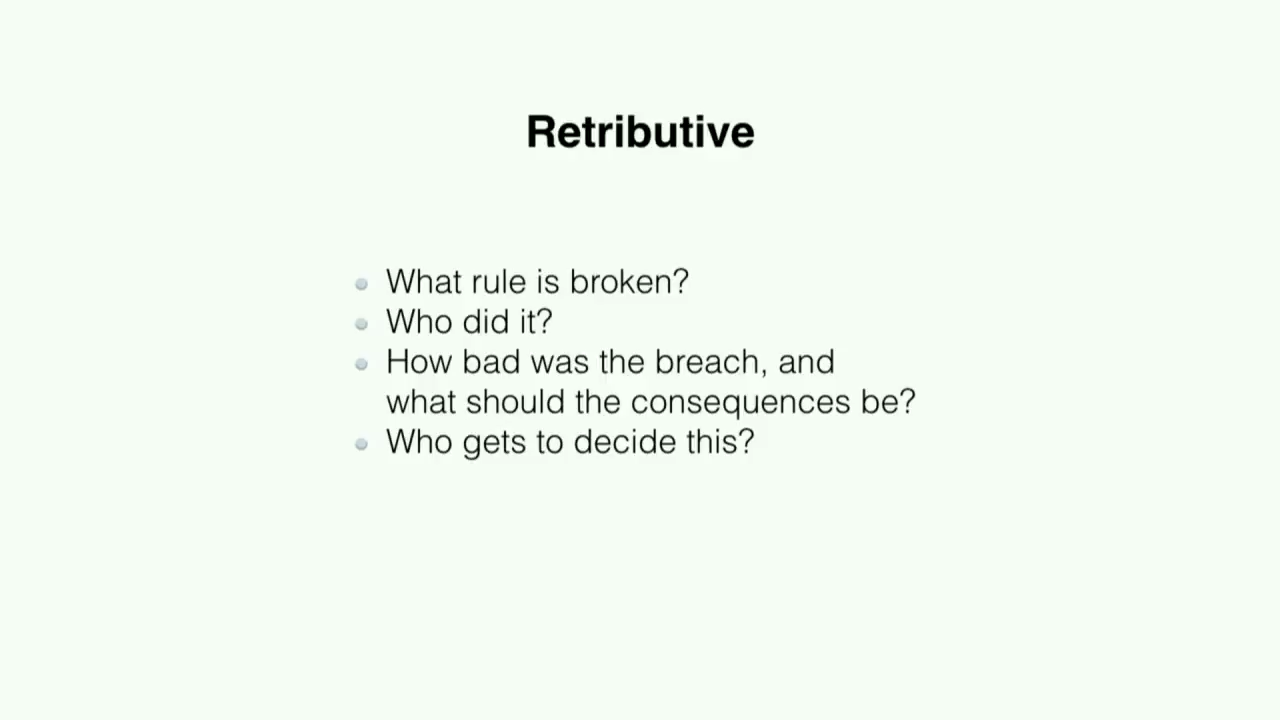 Retributive
What rule is broken?
Who did it?
How bad was the breach, and
what should the consequences be?
Who gets to decide this?